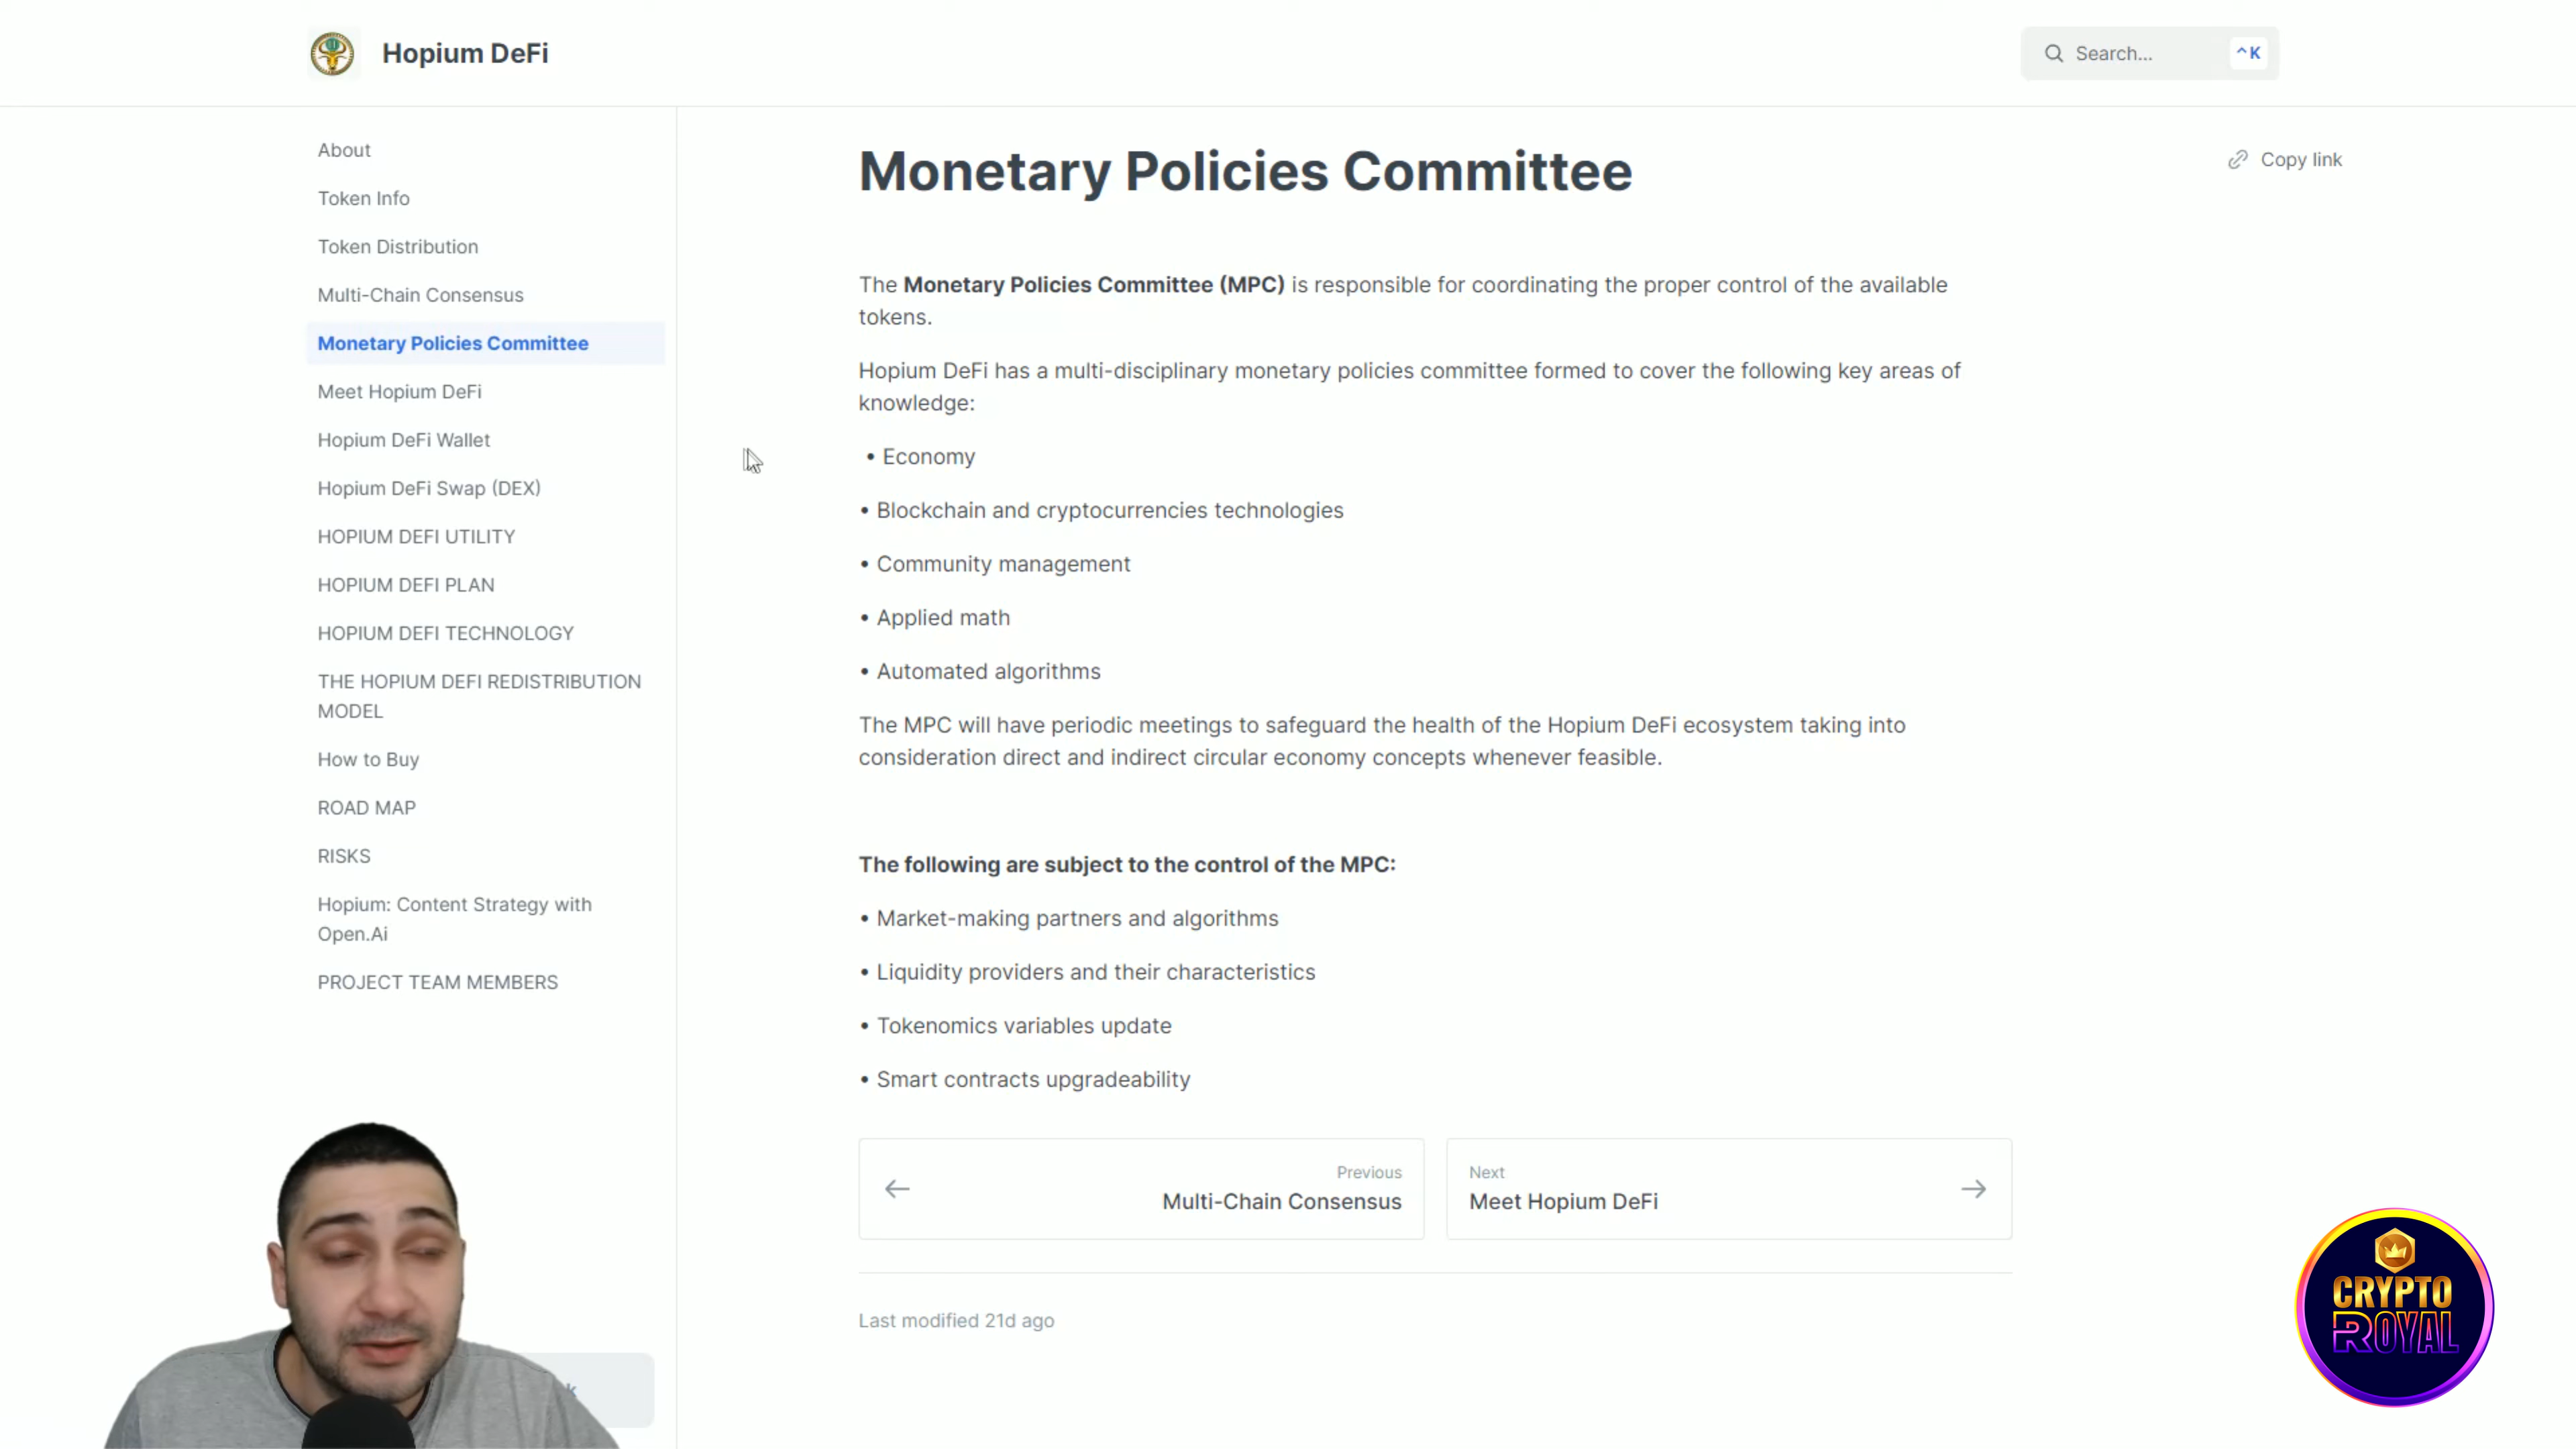 Hopium DeFi
Search...
^K
About
Token Info
Token Distribution
Multi-Chain Consensus
Monetary Policies Committee
Meet Hopium DeFi
Hopium DeFi Wallet
Hopium DeFi Swap (DEX)
HOPIUM DEFI UTILITY
HOPIUM DEFI PLAN
HOPIUM DEFI TECHNOLOGY
THE HOPIUM DEFI REDISTRIBUTION
MODEL
How to Buy
ROAD MAP
RISKS
Hopium: Content Strategy with
Open.Ai
PROJECT TEAM MEMBERS
Monetary Policies Committee
Copy link
The Monetary Policies Committee (MPC) is responsible for coordinating the proper control of the available
tokens.
Hopium DeFi has a multi-disciplinary monetary policies committee formed to cover the following key areas of
knowledge:
• Economy
• Blockchain and cryptocurrencies technologies
• Community management
• Applied math
• Automated algorithms
The MPC will have periodic meetings to safeguard the health of the Hopium DeFi ecosystem taking into
consideration direct and indirect circular economy concepts whenever feasible.
The following are subject to the control of the MPC:
• Market-making partners and algorithms
• Liquidity providers and their characteristics
• Tokenomics variables update
• Smart contracts upgradeability
Previous
Multi-Chain Consensus
Next
Meet Hopium DeFi
Last modified 21d ago
CRYPTO
ROYAL